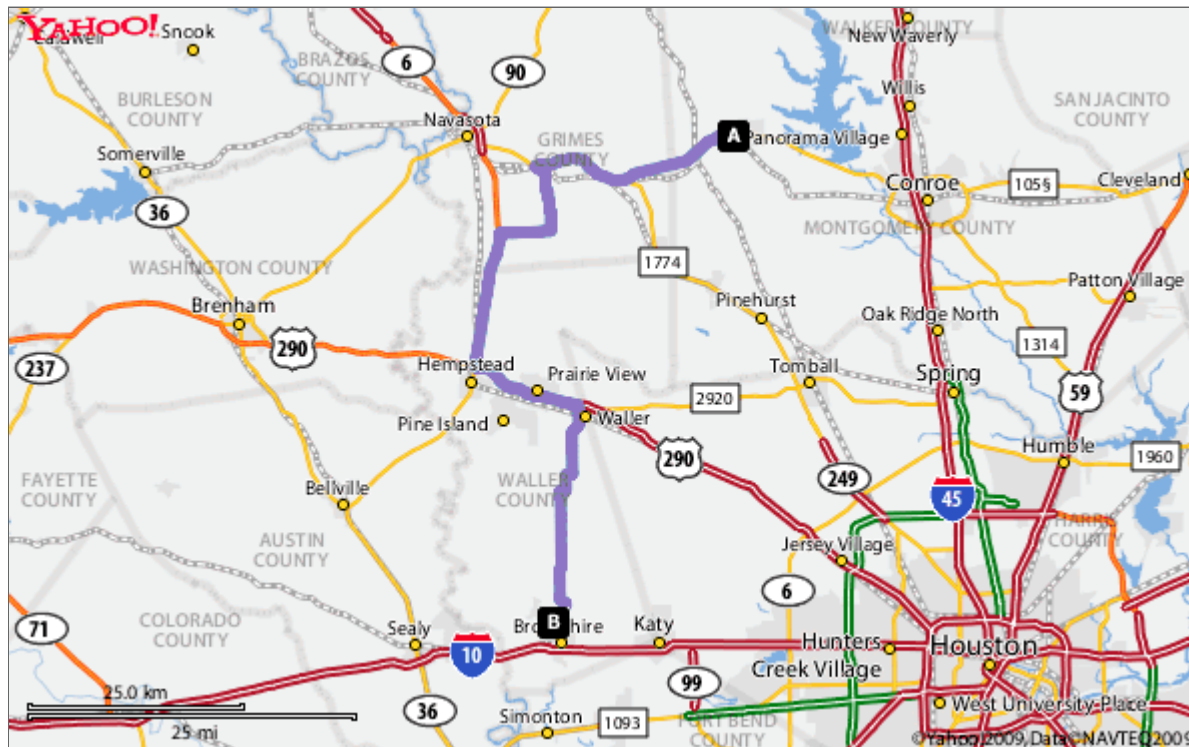 YAHOO!
Caldwell
Snook
BRAZOS
COUNTY
6
90
WALKER COUNTY
New Waverly
BURLESON
COUNTY
Navasota
GRIMES
COUNTY
A
Panorama Village
Willis
SAN JACINTO
COUNTY
Somerville
36
Conroe
105§
Cleveland
MONTGOMERY COUNTY
WASHINGTON COUNTY
1774
Brenham
290
Pinehurst
Patton Village
Oak Ridge North
237
Hempstead
Prairie View
Tomball
1314
Spring
59
2920
Pine Island
Waller
290
Humble
1960
FAYETTE
COUNTY
Bellville
WALLER
COUNTY
249
45
HARRIS
COUNTY
AUSTIN
COUNTY
Jersey Village
6
COLORADO
COUNTY
71
Sealy
10
B
Brookshire
Katy
Hunters
Creek Village
Houston
99
25.0 km
36
Simonton
1093
FORT BEND
COUNTY
West University Place
25 mi
©Yahoo 2009, Data©NAVTEQ2009